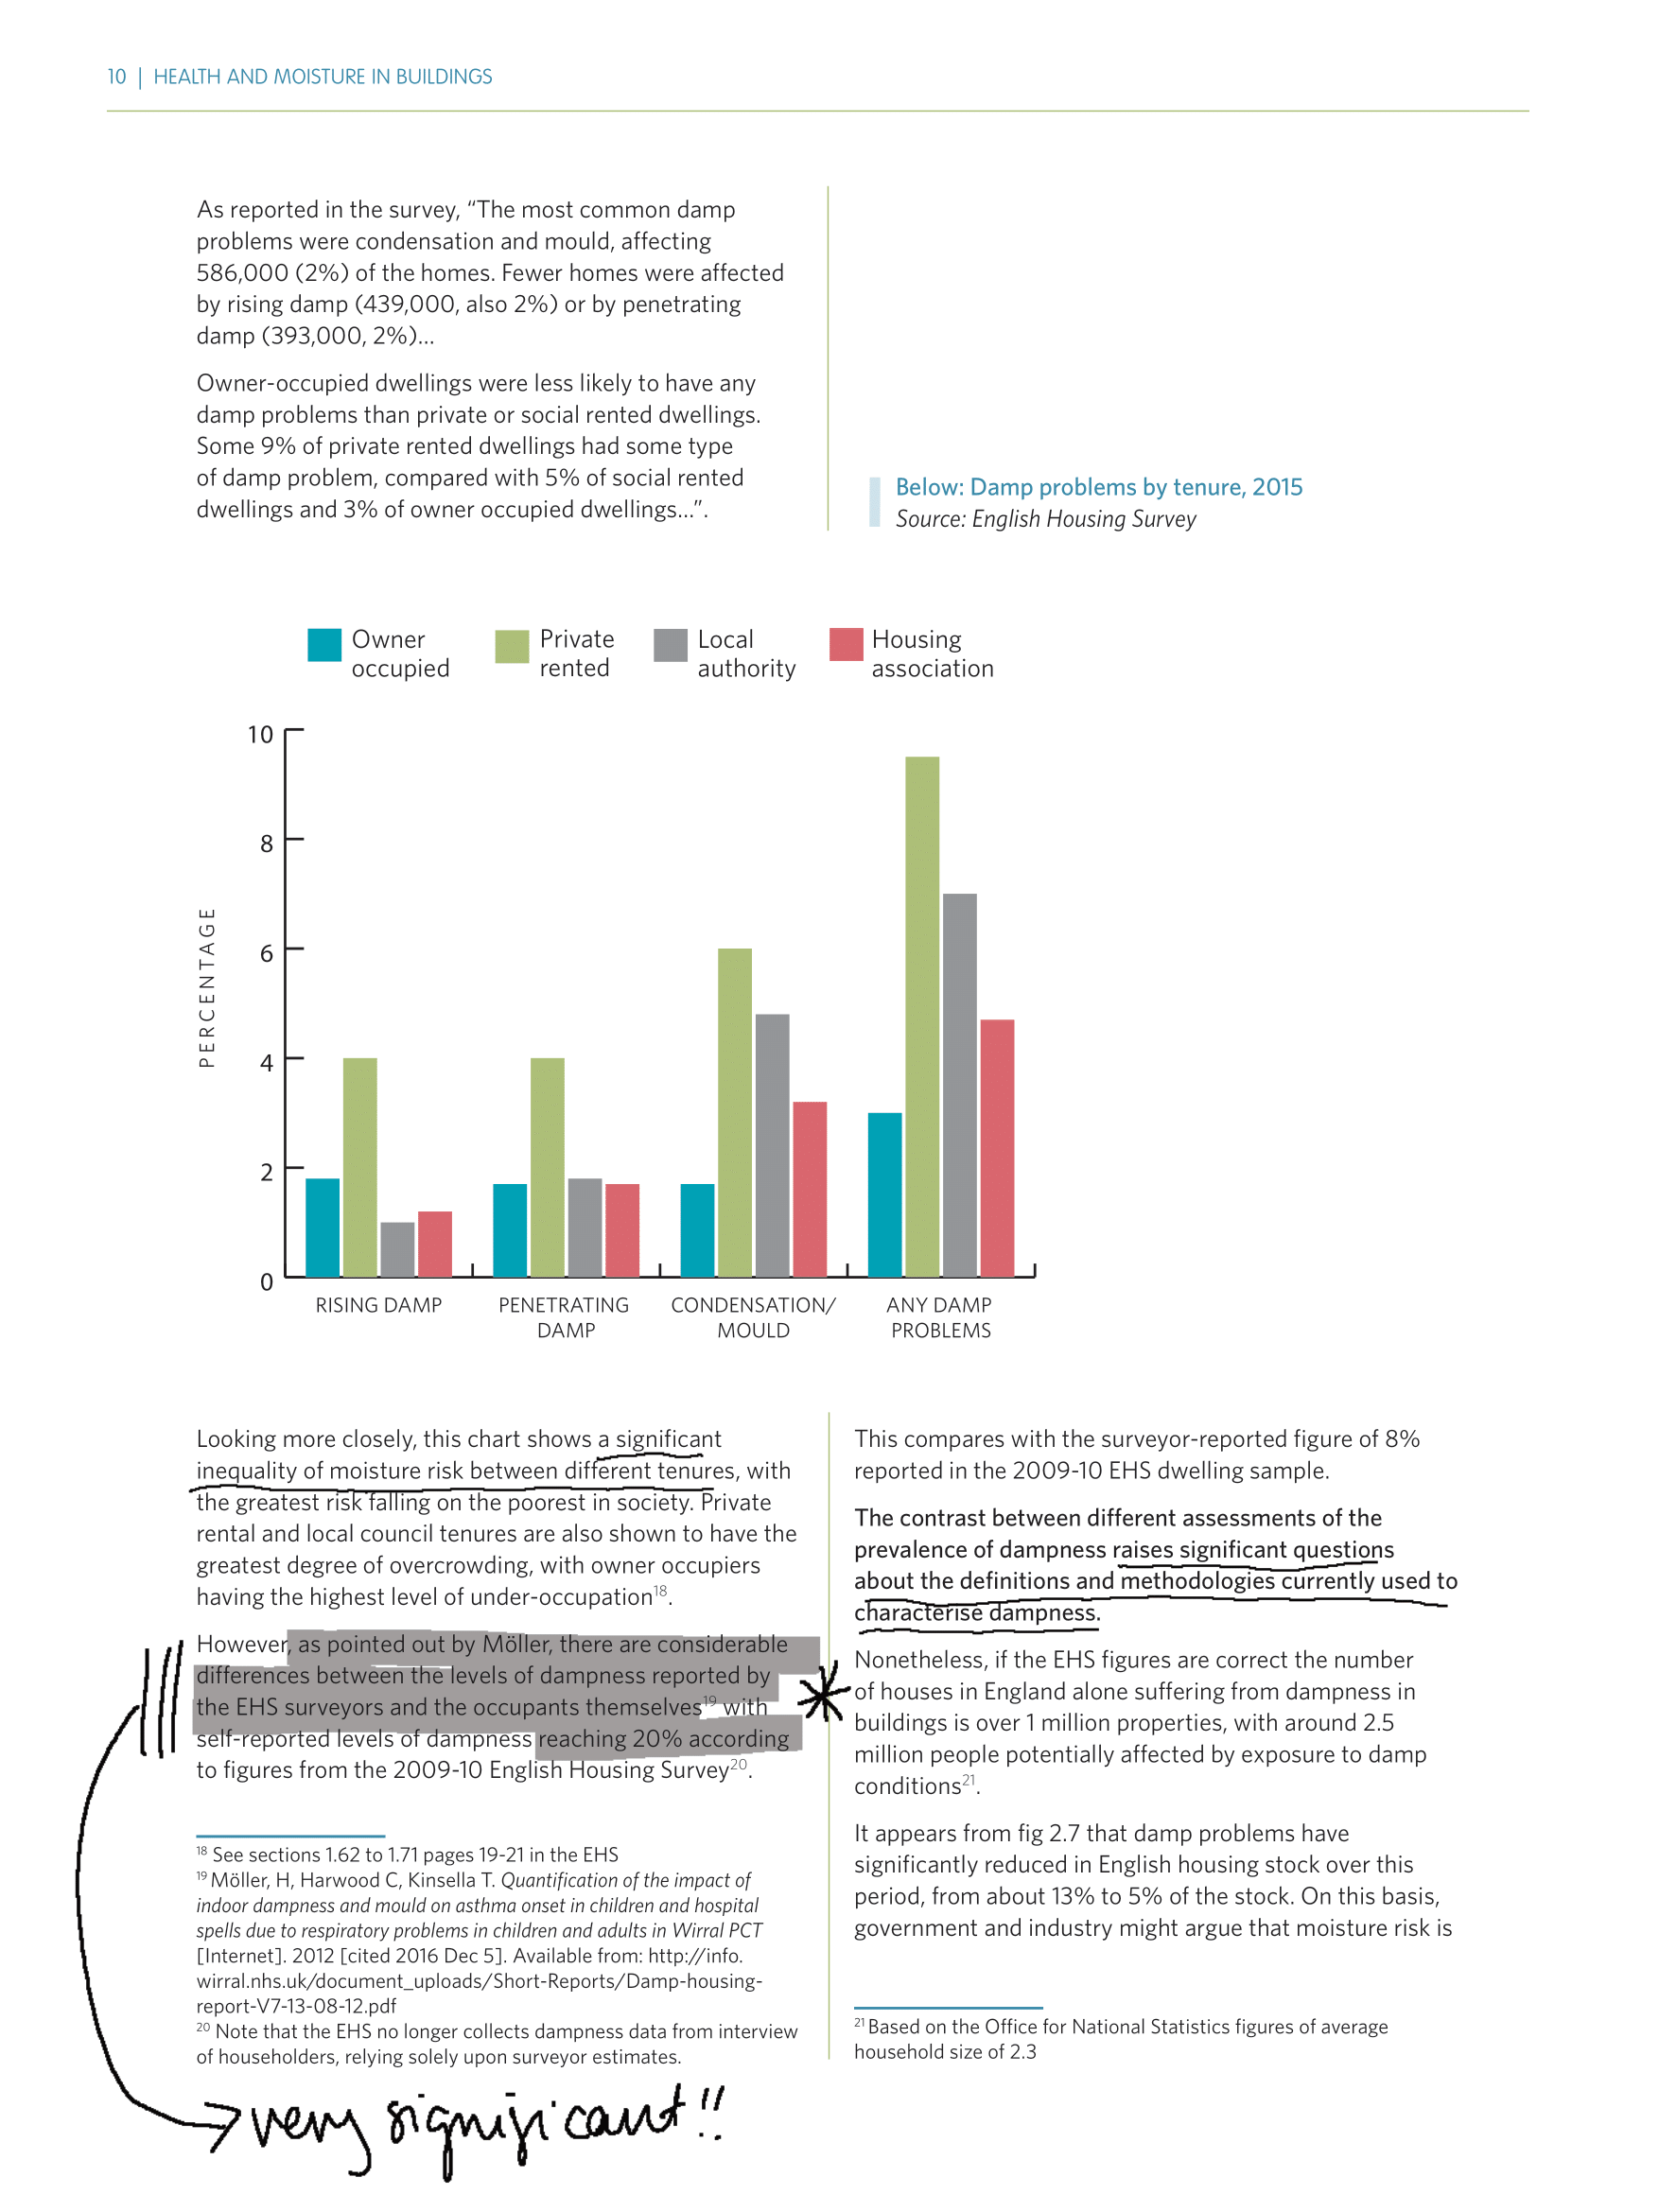 10 | HEALTH AND MOISTURE IN BUILDINGS
As reported in the survey, “The most common damp
problems were condensation and mould, affecting
586,000 (2%) of the homes. Fewer homes were affected
by rising damp (439,000, also 2%) or by penetrating
damp (393,000, 2%)...
Owner-occupied dwellings were less likely to have any
damp problems than private or social rented dwellings.
Some 9% of private rented dwellings had some type
of damp problem, compared with 5% of social rented
dwellings and 3% of owner occupied dwellings...”.
Below: Damp problems by tenure, 2015
Source: English Housing Survey
Owner
occupied
Private
rented
Local
authority
Housing
association
PERCENTAGE
10
8
6
4
2
0
RISING DAMP
PENETRATING
DAMP
CONDENSATION/
MOULD
ANY DAMP
PROBLEMS
Looking more closely, this chart shows a significant
inequality of moisture risk between different tenures, with
the greatest risk falling on the poorest in society. Private
rental and local council tenures are also shown to have the
greatest degree of overcrowding, with owner occupiers
having the highest level of under-occupation18.
However, as pointed out by Möller, there are considerable
differences between the levels of dampness reported by
the EHS surveyors and the occupants themselves19 with
self-reported levels of dampness reaching 20% according
to figures from the 2009-10 English Housing Survey20.
18 See sections 1.62 to 1.71 pages 19-21 in the EHS
19 Möller, H, Harwood C, Kinsella T. Quantification of the impact of
indoor dampness and mould on asthma onset in children and hospital
spells due to respiratory problems in children and adults in Wirral PCT
[Internet]. 2012 [cited 2016 Dec 5]. Available from: http://info.
wirral.nhs.uk/document_uploads/Short-Reports/Damp-housing-
report-V7-13-08-12.pdf
20 Note that the EHS no longer collects dampness data from interview
of householders, relying solely upon surveyor estimates.
very significant!!
This compares with the surveyor-reported figure of 8%
reported in the 2009-10 EHS dwelling sample.
The contrast between different assessments of the
prevalence of dampness raises significant questions
about the definitions and methodologies currently used to
characterise dampness.
Nonetheless, if the EHS figures are correct the number
of houses in England alone suffering from dampness in
buildings is over 1 million properties, with around 2.5
million people potentially affected by exposure to damp
conditions21.
It appears from fig 2.7 that damp problems have
significantly reduced in English housing stock over this
period, from about 13% to 5% of the stock. On this basis,
government and industry might argue that moisture risk is
21 Based on the Office for National Statistics figures of average
household size of 2.3